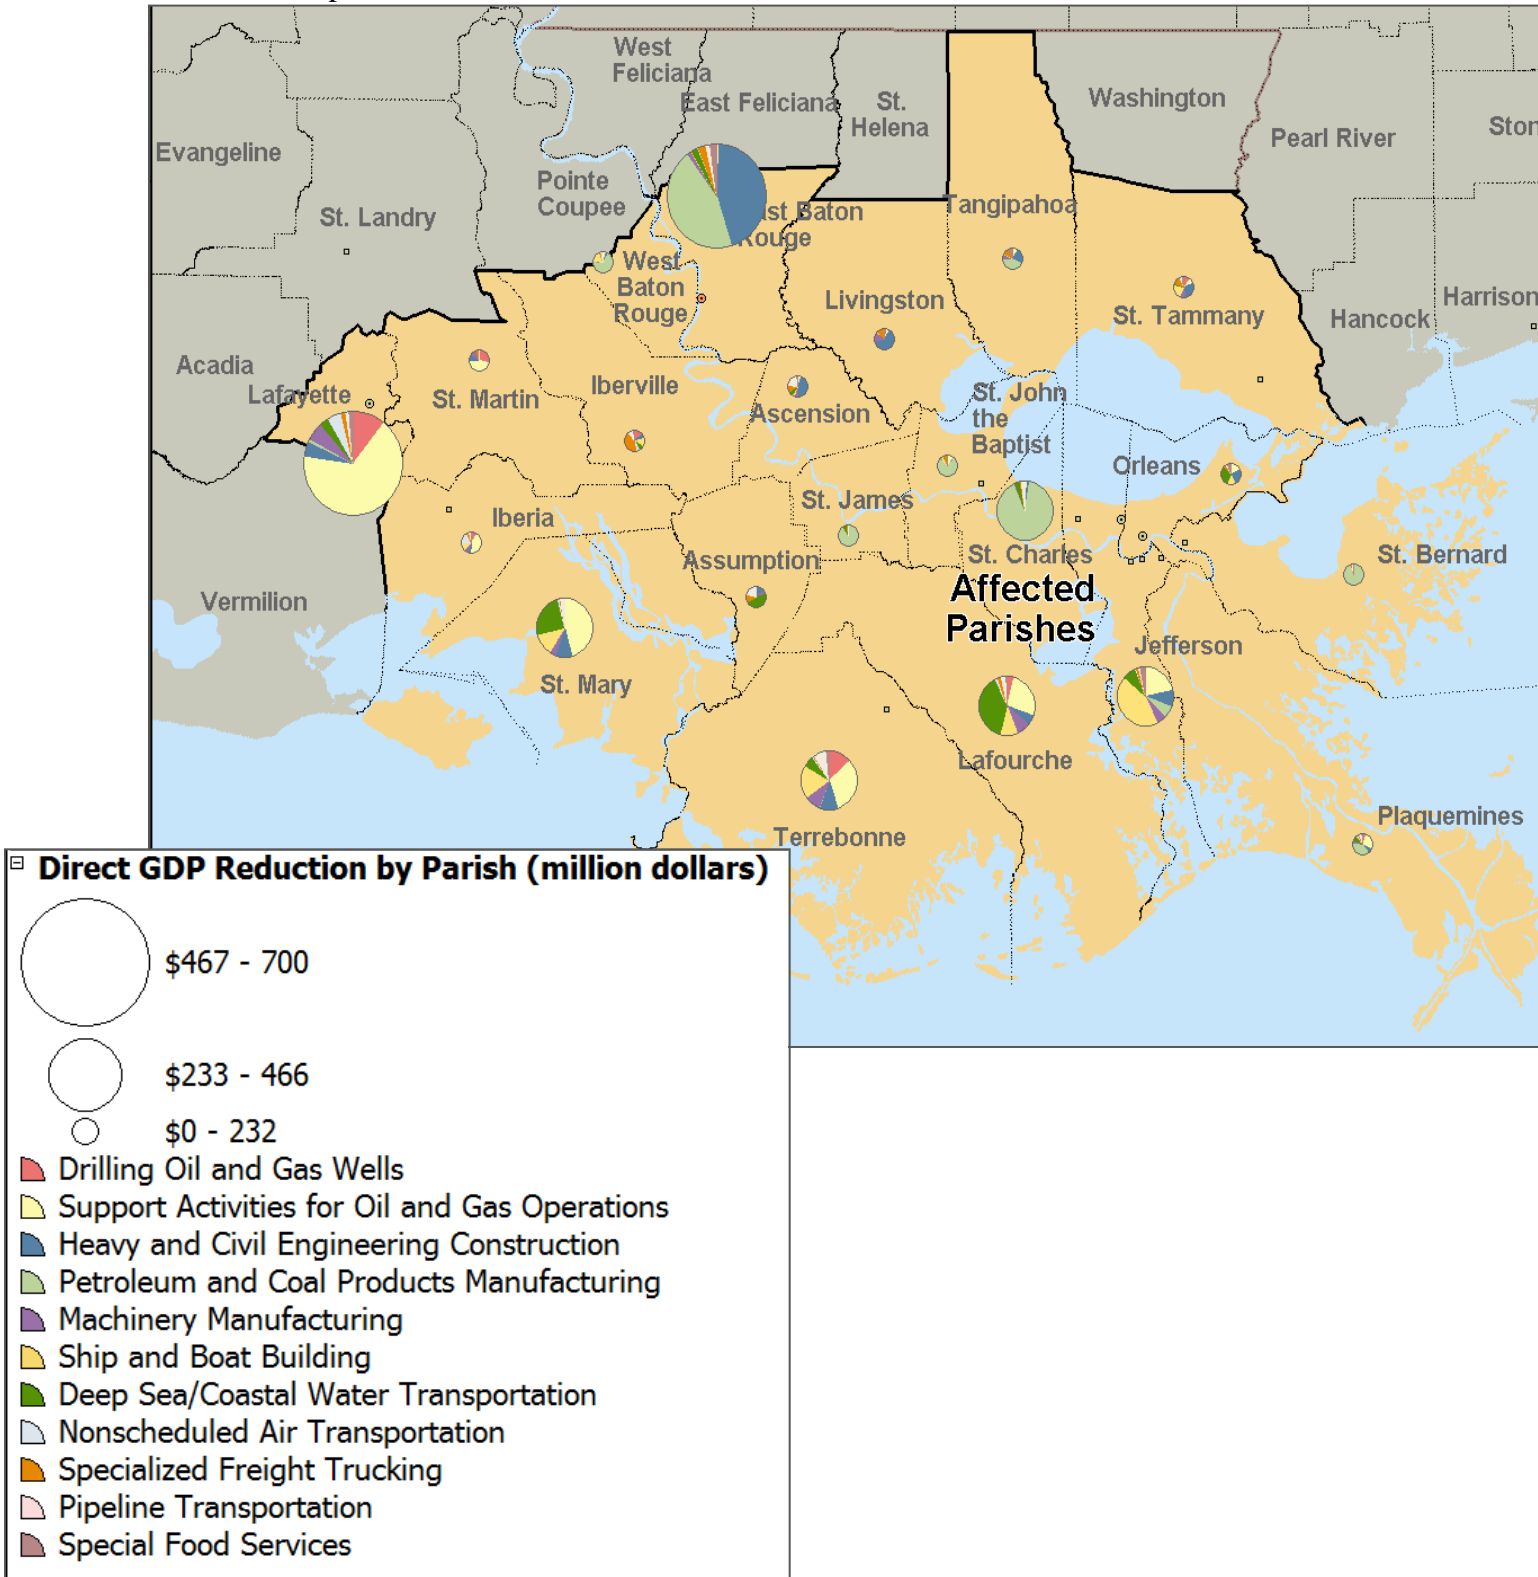 West
Feliciana
East Feliciana
St.
Helena
Washington
Pearl River
Evangeline
Pointe
Coupee
St. Landry
Tangipahoa
ast Baton
Rouge
West
Baton
Rouge
Livingston
St. Tammany
Hancock
Harrison
Acadia
Lafayette
St. Martin
Iberville
Ascension
St. John
the
Baptist
Orleans
St. James
Iberia
Assumption
St. Charles
St. Bernard
Affected
Parishes
Vermilion
Jefferson
St. Mary
Lafourche
Terrebonne
Plaquemines
Direct GDP Reduction by Parish (million dollars)
$467 - 700
$233 - 466
$0 - 232
Drilling Oil and Gas Wells
Support Activities for Oil and Gas Operations
Heavy and Civil Engineering Construction
Petroleum and Coal Products Manufacturing
Machinery Manufacturing
Ship and Boat Building
Deep Sea/Coastal Water Transportation
Nonscheduled Air Transportation
Specialized Freight Trucking
Pipeline Transportation
Special Food Services